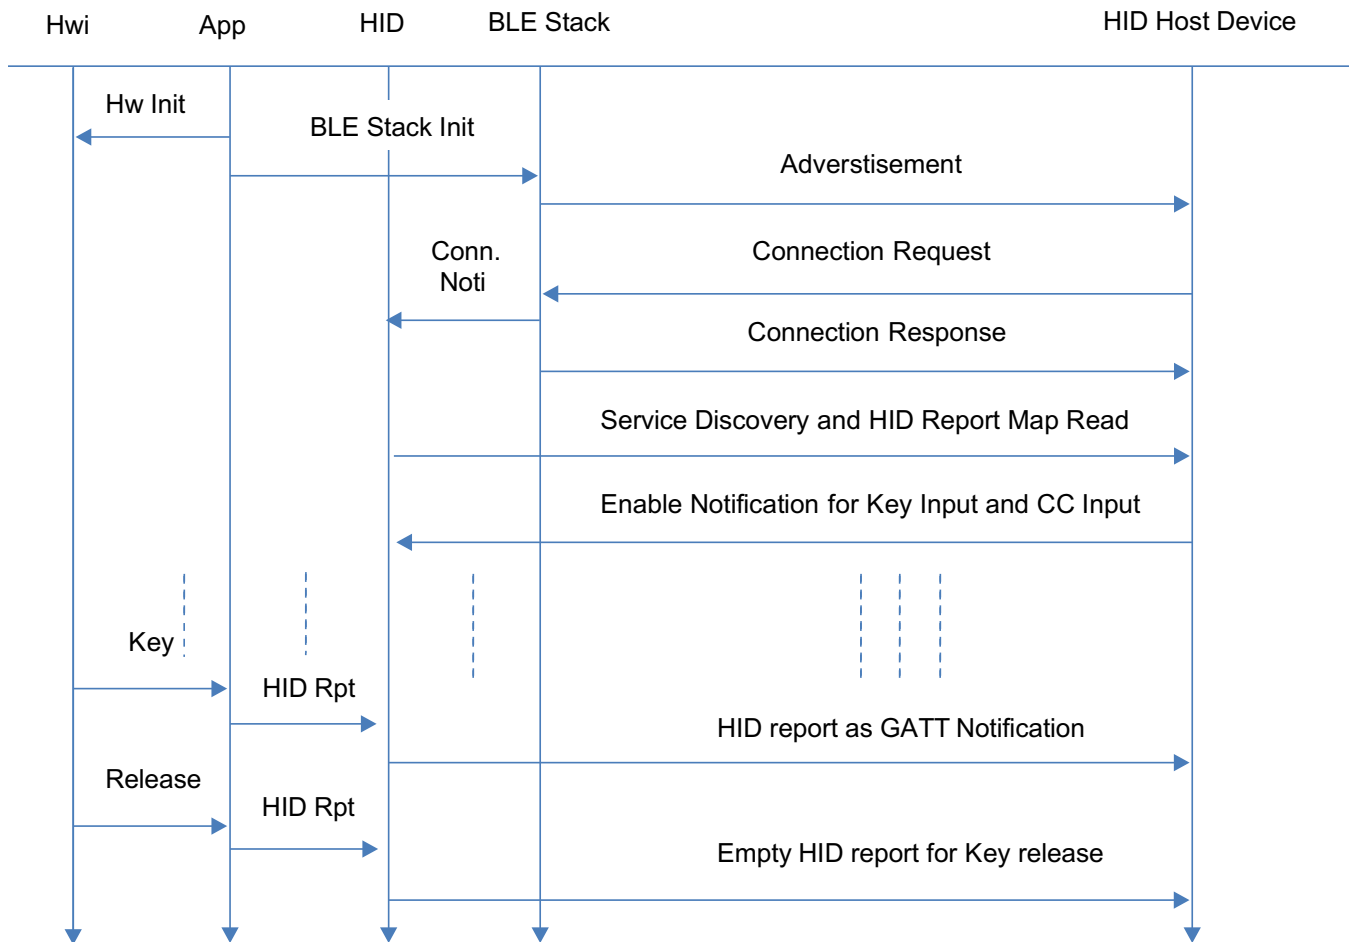 Hwi
App
HID
BLE Stack
HID Host Device
Hw Init
BLE Stack Init
Adverstisement
Conn.
Noti
Connection Request
Connection Response
Service Discovery and HID Report Map Read
Enable Notification for Key Input and CC Input
Key
HID Rpt
HID report as GATT Notification
Release
HID Rpt
Empty HID report for Key release